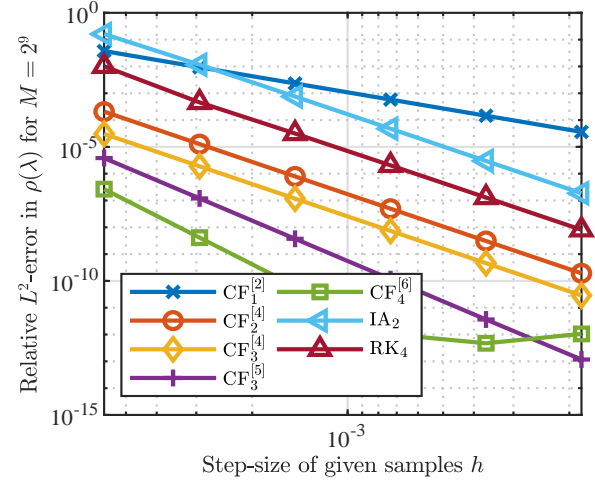 10^0
10^{-5}
10^{-10}
10^{-15}
Relative L^2-error in ρ(λ) for M = 2^9
CF_1^{[2]}
CF_2^{[4]}
CF_3^{[4]}
CF_3^{[5]}
CF_4^{[6]}
IA_2
RK_4
10^{-3}
Step-size of given samples h